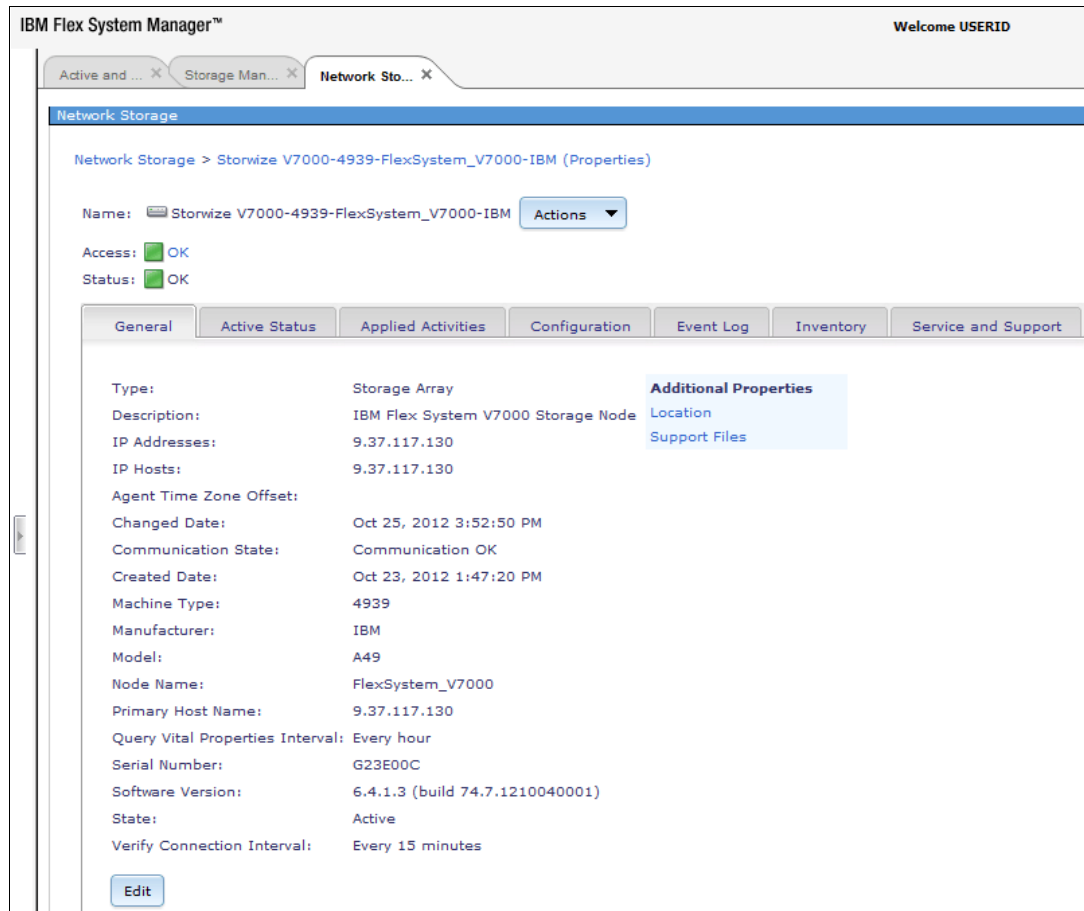 IBM Flex System Manager™ Welcome USERID
Active and ... Storage Man... Network Sto...
Network Storage
Network Storage > Storwize V7000-4939-FlexSystem_V7000-IBM (Properties)
Name: Storwize V7000-4939-FlexSystem_V7000-IBM Actions
Access: OK
Status: OK
General Active Status Applied Activities Configuration Event Log Inventory Service and Support
Type: Storage Array Additional Properties
Description: IBM Flex System V7000 Storage Node Location
IP Addresses: 9.37.117.130 Support Files
IP Hosts: 9.37.117.130
Agent Time Zone Offset:
Changed Date: Oct 25, 2012 3:52:50 PM
Communication State: Communication OK
Created Date: Oct 23, 2012 1:47:20 PM
Machine Type: 4939
Manufacturer: IBM
Model: A49
Node Name: FlexSystem_V7000
Primary Host Name: 9.37.117.130
Query Vital Properties Interval: Every hour
Serial Number: G23E00C
Software Version: 6.4.1.3 (build 74.7.1210040001)
State: Active
Verify Connection Interval: Every 15 minutes
Edit